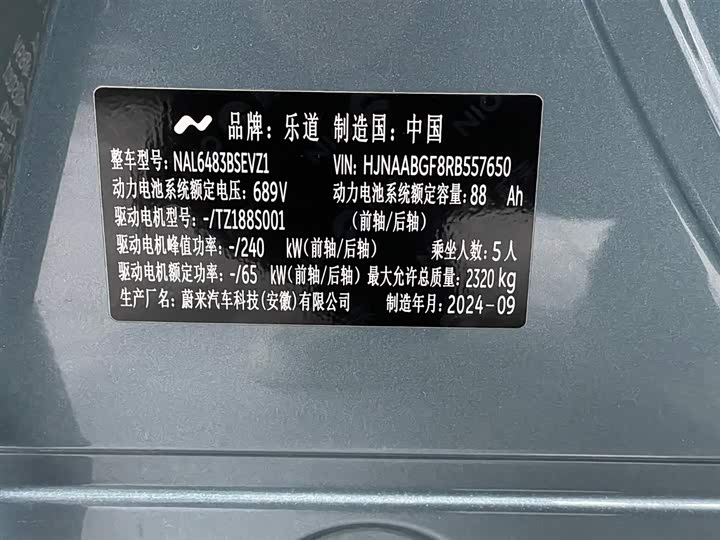 品牌：乐道 制造国：中国
整车型号：NAL6483BSEVZ1 VIN：HJNAABGF8RB557650
动力电池系统额定电压：689V 动力电池系统额定容量：88 Ah
驱动电机型号：-/TZ188S001 （前轴/后轴）
驱动电机峰值功率：-/240 kW（前轴/后轴） 乘坐人数：5人
驱动电机额定功率：-/65 kW（前轴/后轴）最大允许总质量：2320 kg
生产厂名：蔚来汽车科技(安徽)有限公司 制造年月：2024-09